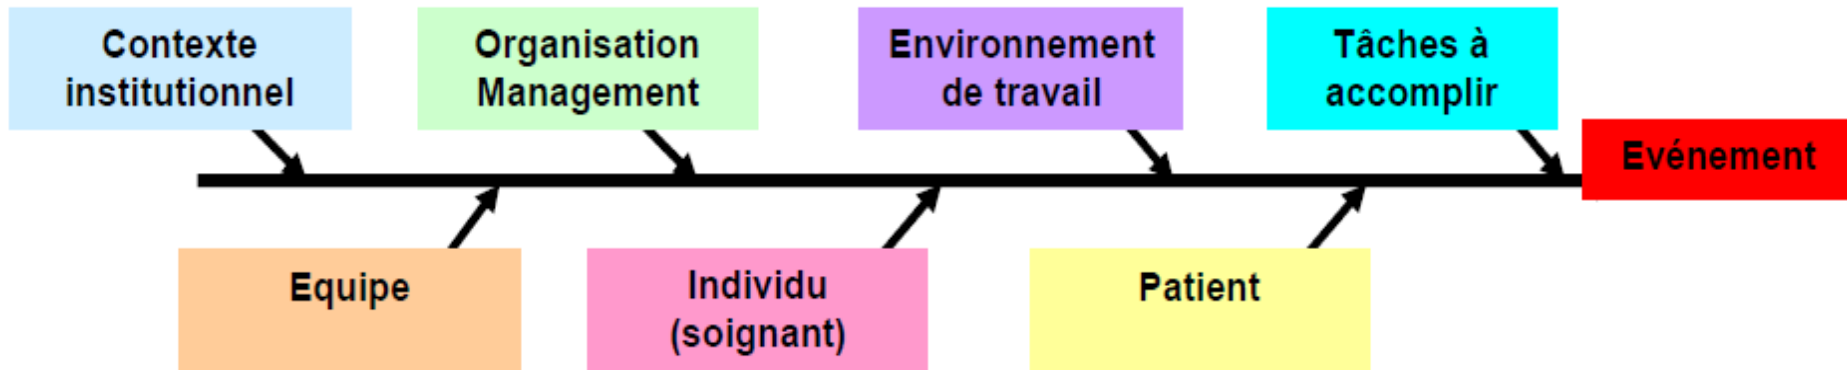 Contexte
institutionnel
Organisation
Management
Environnement
de travail
Tâches à
accomplir
Evénement
Equipe
Individu
(soignant)
Patient